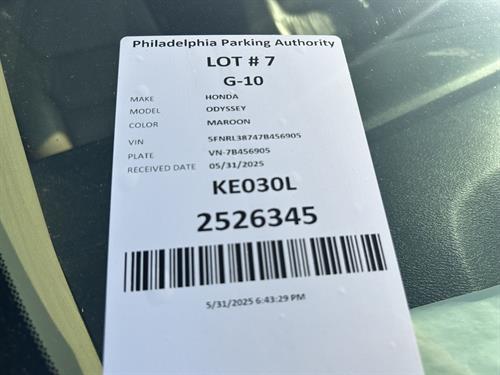 Philadelphia Parking Authority
LOT # 7
G-10
MAKE HONDA
MODEL ODYSSEY
COLOR MAROON
VIN 5FNRL38747B456905
PLATE VN-7B456905
RECEIVED DATE 05/31/2025
KE030L
2526345
5/31/2025 6:43:29 PM